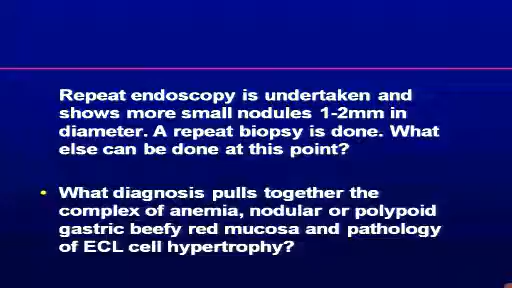 Repeat endoscopy is undertaken and
shows more small nodules 1-2mm in
diameter. A repeat biopsy is done. What
else can be done at this point?
• What diagnosis pulls together the
complex of anemia, nodular or polypoid
gastric beefy red mucosa and pathology
of ECL cell hypertrophy?